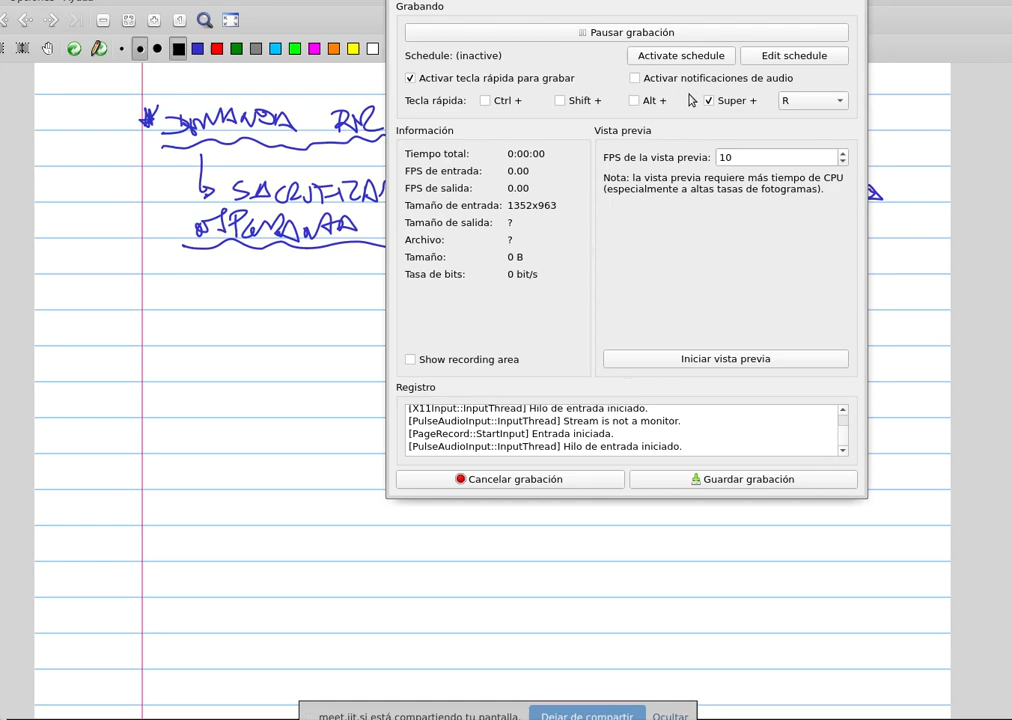 Opciones - Ayuda
Grabando
Pausar grabación
Schedule: (inactive) Activate schedule Edit schedule
Activar tecla rápida para grabar Activar notificaciones de audio
Tecla rápida: Ctrl + Shift + Alt + Super + R
Información Vista previa
Tiempo total: 0:00:00
FPS de entrada: 0.00
FPS de salida: 0.00
Tamaño de entrada: 1352x963
Tamaño de salida: ?
Archivo: ?
Tamaño: 0 B
Tasa de bits: 0 bit/s
FPS de la vista previa: 10
Nota: la vista previa requiere más tiempo de CPU
(especialmente a altas tasas de fotogramas).
Show recording area Iniciar vista previa
Registro
[X11Input::InputThread] Hilo de entrada iniciado.
[PulseAudioInput::InputThread] Stream is not a monitor.
[PageRecord::StartInput] Entrada iniciada.
[PulseAudioInput::InputThread] Hilo de entrada iniciado.
Cancelar grabación Guardar grabación
meet.jit.si está compartiendo tu pantalla. Dejar de compartir Ocultar